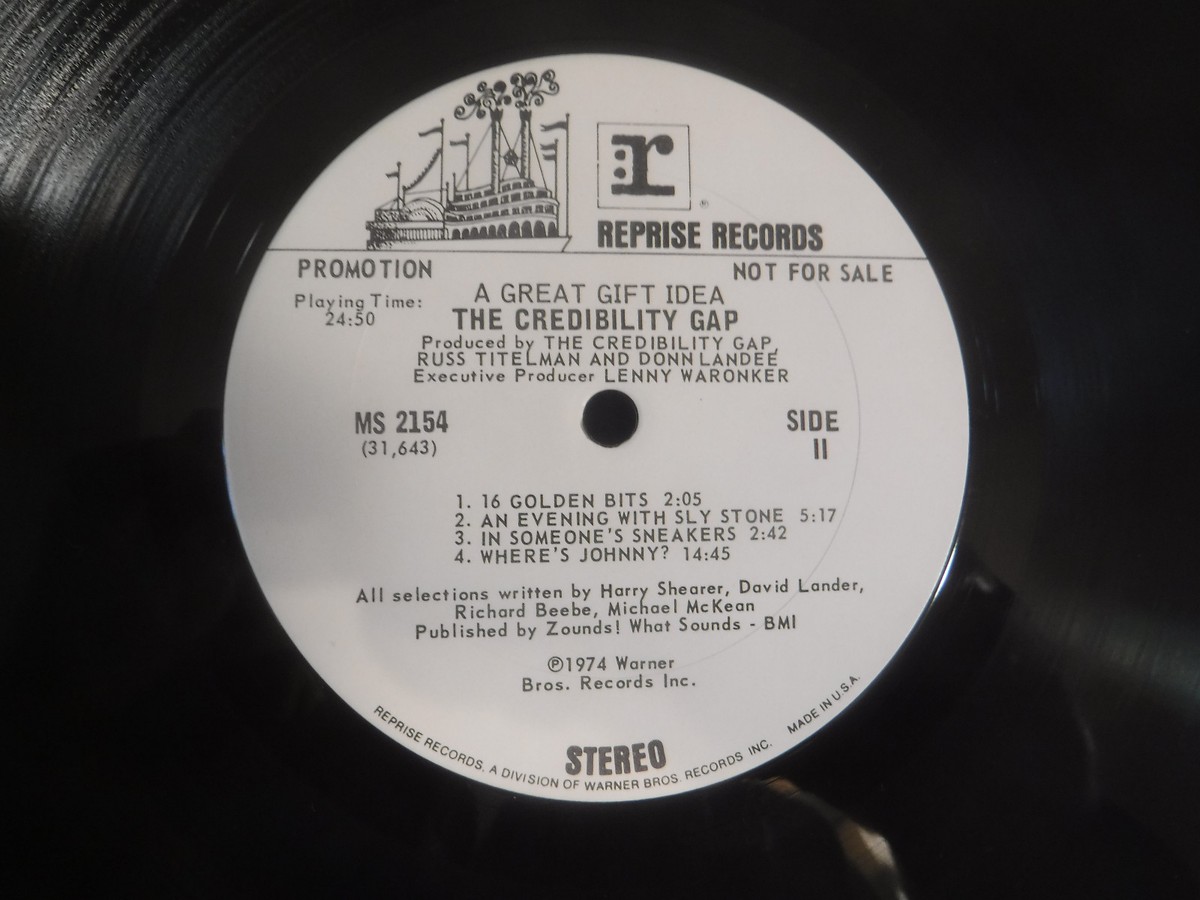 :r
®
REPRISE RECORDS
PROMOTION
NOT FOR SALE
Playing Time:
24:50
A GREAT GIFT IDEA
THE CREDIBILITY GAP
Produced by THE CREDIBILITY GAP,
RUSS TITELMAN AND DONN LANDEE
Executive Producer LENNY WARONKER
MS 2154
(31,643)
SIDE
II
1. 16 GOLDEN BITS 2:05
2. AN EVENING WITH SLY STONE 5:17
3. IN SOMEONE'S SNEAKERS 2:42
4. WHERE'S JOHNNY? 14:45
All selections written by Harry Shearer, David Lander,
Richard Beebe, Michael McKean
Published by Zounds! What Sounds - BMI
℗1974 Warner
Bros. Records Inc.
STEREO
REPRISE RECORDS, A DIVISION OF WARNER BROS. RECORDS INC. MADE IN U.S.A.